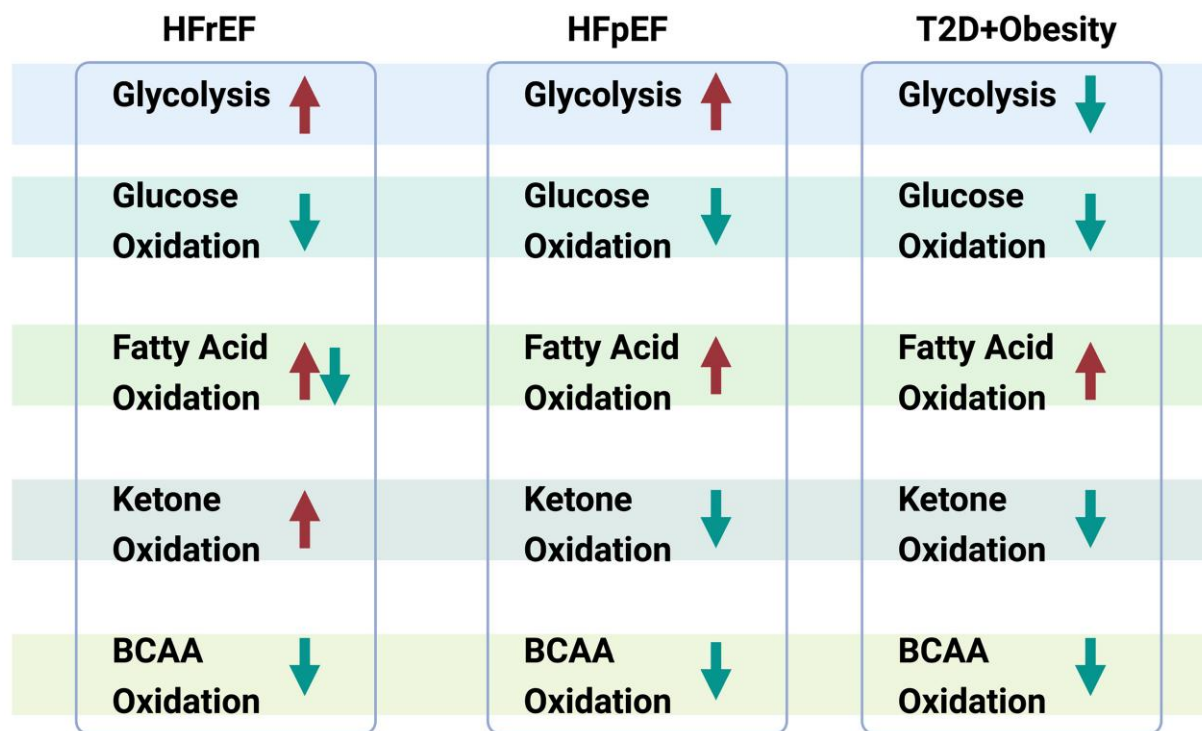 HFrEF HFpEF T2D+Obesity
Glycolysis Glycolysis Glycolysis
Glucose Glucose Glucose
Oxidation Oxidation Oxidation
Fatty Acid Fatty Acid Fatty Acid
Oxidation Oxidation Oxidation
Ketone Ketone Ketone
Oxidation Oxidation Oxidation
BCAA BCAA BCAA
Oxidation Oxidation Oxidation